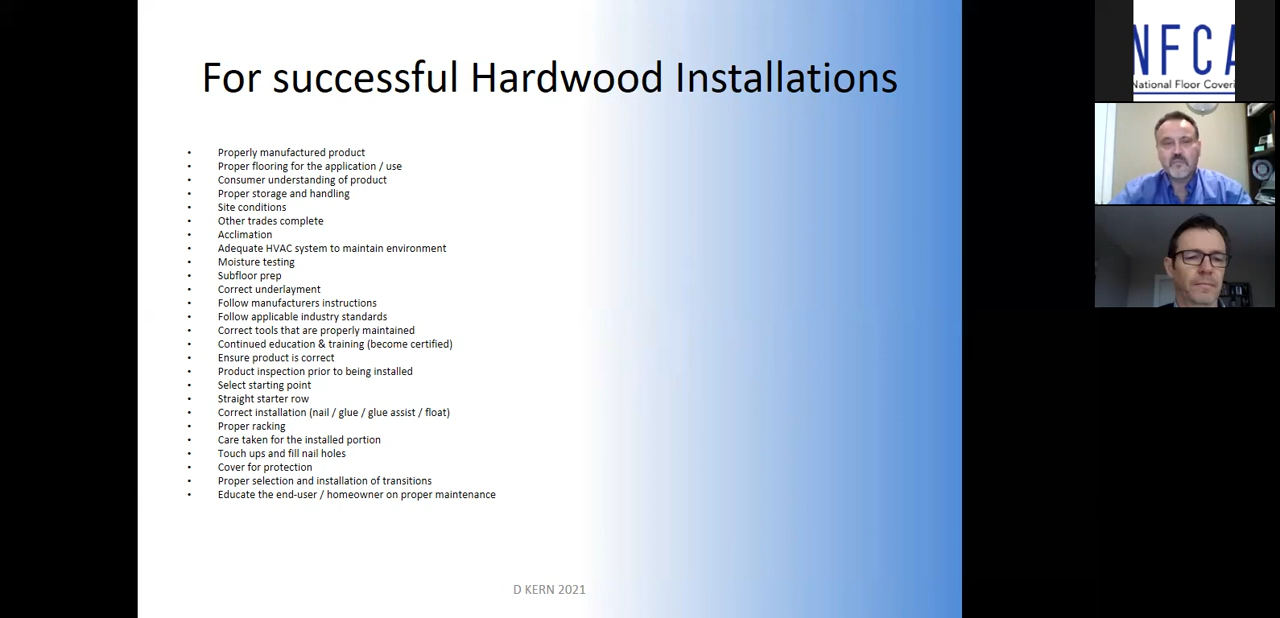 For successful Hardwood Installations
• Properly manufactured product
• Proper flooring for the application / use
• Consumer understanding of product
• Proper storage and handling
• Site conditions
• Other trades complete
• Acclimation
• Adequate HVAC system to maintain environment
• Moisture testing
• Subfloor prep
• Correct underlayment
• Follow manufacturers instructions
• Follow applicable industry standards
• Correct tools that are properly maintained
• Continued education & training (become certified)
• Ensure product is correct
• Product inspection prior to being installed
• Select starting point
• Straight starter row
• Correct installation (nail / glue / glue assist / float)
• Proper racking
• Care taken for the installed portion
• Touch ups and fill nail holes
• Cover for protection
• Proper selection and installation of transitions
• Educate the end-user / homeowner on proper maintenance
D KERN 2021
NFCA
National Floor Coveri